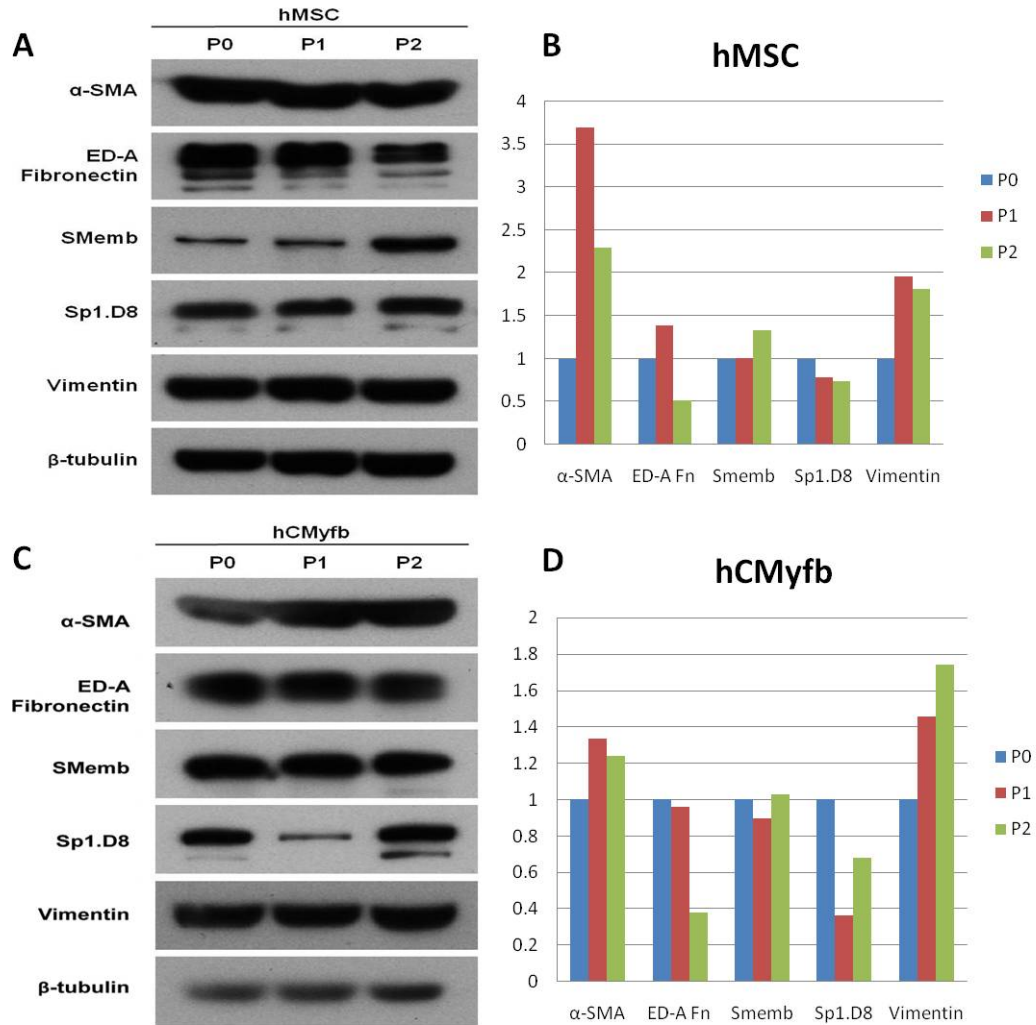 A
hMSC
P0 P1 P2
α-SMA
ED-A
Fibronectin
SMemb
Sp1.D8
Vimentin
β-tubulin
B
hMSC
4
3.5
3
2.5
2
1.5
1
0.5
0
α-SMA ED-A Fn Smemb Sp1.D8 Vimentin
P0
P1
P2
C
hCMyfb
P0 P1 P2
α-SMA
ED-A
Fibronectin
SMemb
Sp1.D8
Vimentin
β-tubulin
D
hCMyfb
2
1.8
1.6
1.4
1.2
1
0.8
0.6
0.4
0.2
0
α-SMA ED-A Fn Smemb Sp1.D8 Vimentin
P0
P1
P2